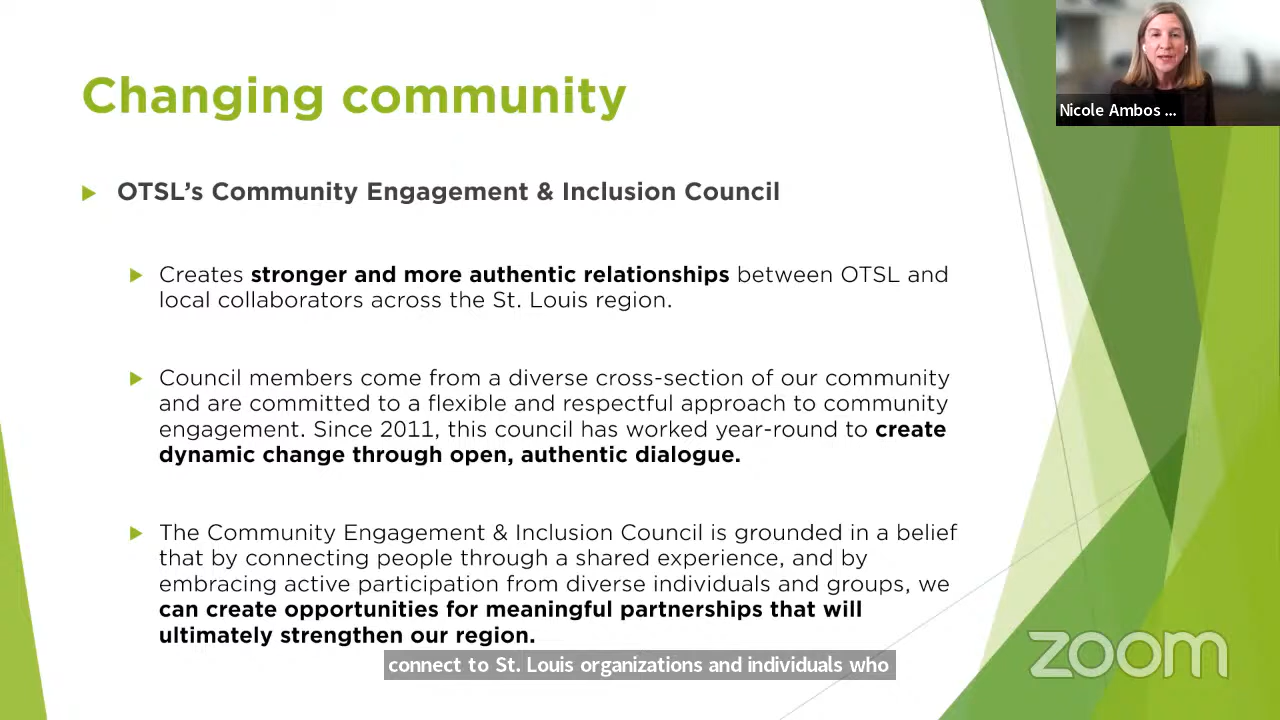 Changing community
Nicole Ambos ...
OTSL’s Community Engagement & Inclusion Council
Creates stronger and more authentic relationships between OTSL and
local collaborators across the St. Louis region.
Council members come from a diverse cross-section of our community
and are committed to a flexible and respectful approach to community
engagement. Since 2011, this council has worked year-round to create
dynamic change through open, authentic dialogue.
The Community Engagement & Inclusion Council is grounded in a belief
that by connecting people through a shared experience, and by
embracing active participation from diverse individuals and groups, we
can create opportunities for meaningful partnerships that will
ultimately strengthen our region.
connect to St. Louis organizations and individuals who
zoom